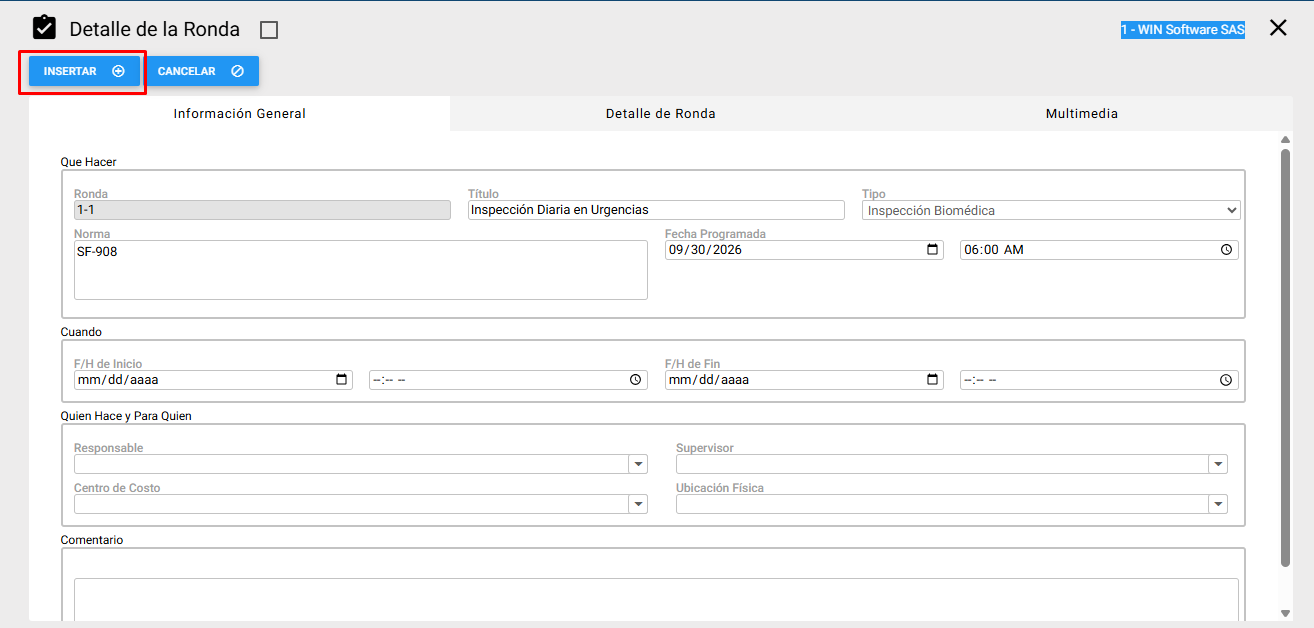 Detalle de la Ronda
1 - WIN Software SAS
INSERTAR CANCELAR
Información General Detalle de Ronda Multimedia
Que Hacer
Ronda Título Tipo
1-1 Inspección Diaria en Urgencias Inspección Biomédica
Norma Fecha Programada
SF-908 09/30/2026 06:00 AM
Cuando
F/H de Inicio F/H de Fin
mm/dd/aaaa --:-- -- mm/dd/aaaa --:-- --
Quien Hace y Para Quien
Responsable Supervisor
Centro de Costo Ubicación Física
Comentario